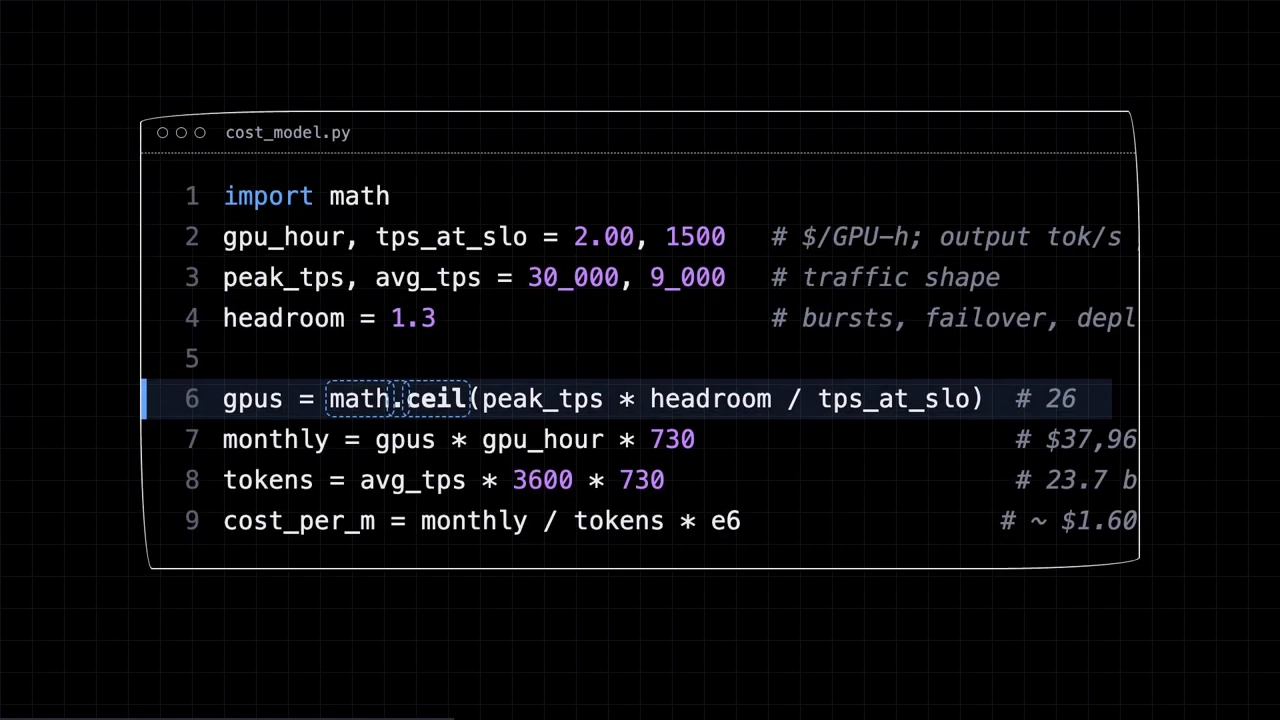 cost_model.py
1 import math
2 gpu_hour, tps_at_slo = 2.00, 1500 # $/GPU-h; output tok/s
3 peak_tps, avg_tps = 30_000, 9_000 # traffic shape
4 headroom = 1.3 # bursts, failover, depl
5
6 gpus = math.ceil(peak_tps * headroom / tps_at_slo) # 26
7 monthly = gpus * gpu_hour * 730 # $37,96
8 tokens = avg_tps * 3600 * 730 # 23.7 b
9 cost_per_m = monthly / tokens * e6 # ~ $1.60